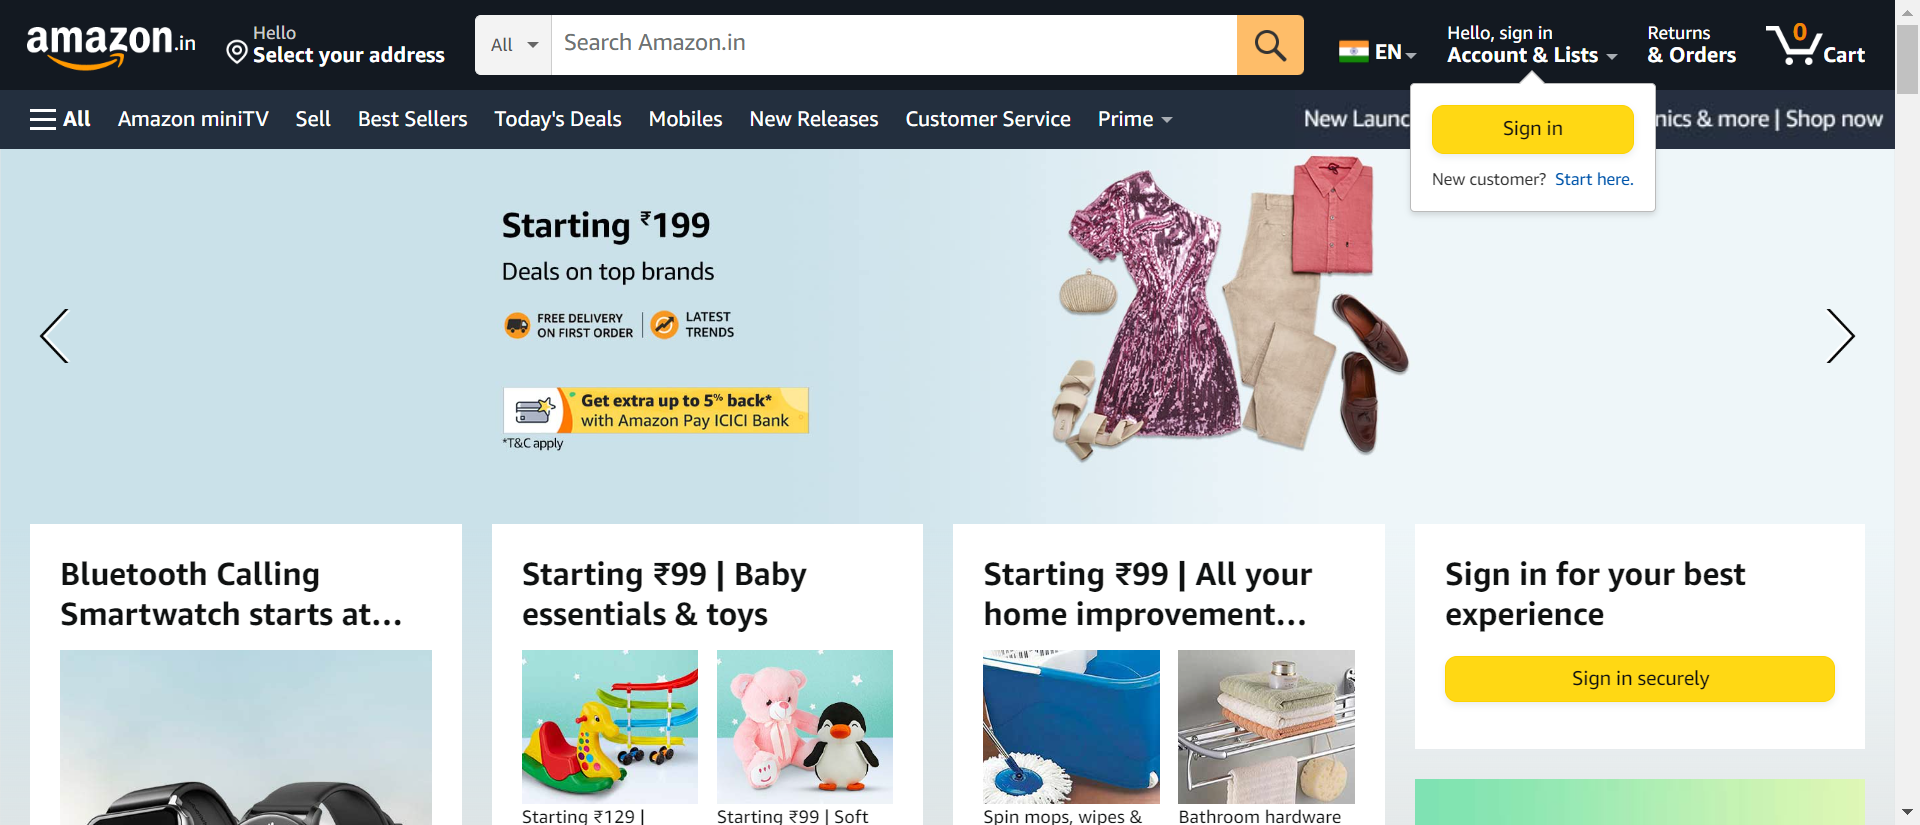 amazon.in
Hello
Select your address
All
Search Amazon.in
EN
Hello, sign in
Account & Lists
Returns
& Orders
0
Cart
All
Amazon miniTV
Sell
Best Sellers
Today's Deals
Mobiles
New Releases
Customer Service
Prime
New Launc
nics & more | Shop now
Sign in
New customer? Start here.
Starting ₹199
Deals on top brands
FREE DELIVERY
ON FIRST ORDER
LATEST
TRENDS
Get extra up to 5% back*
with Amazon Pay ICICI Bank
*T&C apply
Bluetooth Calling
Smartwatch starts at...
Starting ₹99 | Baby
essentials & toys
Starting ₹129 |
Starting ₹99 | Soft
Starting ₹99 | All your
home improvement...
Spin mops, wipes &
Bathroom hardware
Sign in for your best
experience
Sign in securely